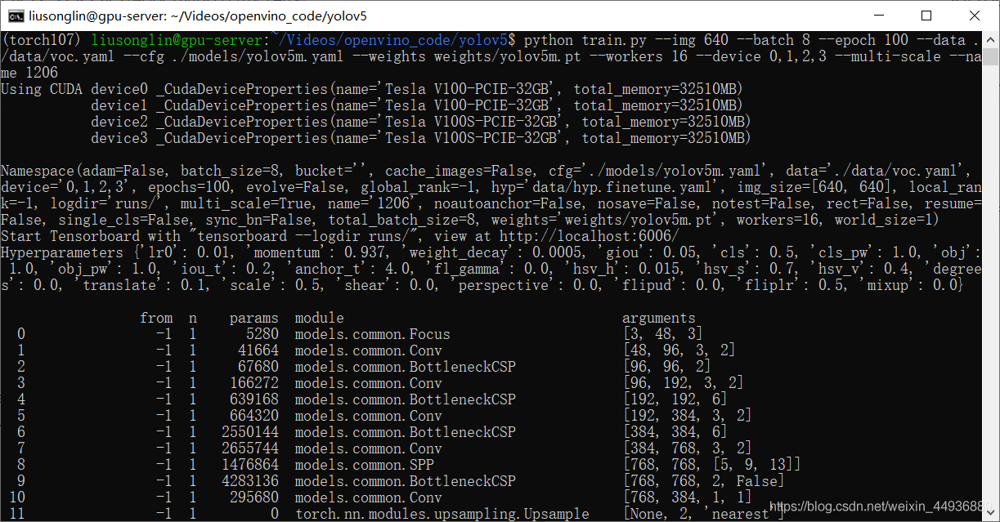 liusonglin@gpu-server: ~/Videos/openvino_code/yolov5
(torch107) liusonglin@gpu-server:~/Videos/openvino_code/yolov5$ python train.py --img 640 --batch 8 --epoch 100 --data .
/data/voc.yaml --cfg ./models/yolov5m.yaml --weights weights/yolov5m.pt --workers 16 --device 0,1,2,3 --multi-scale --na
me 1206
Using CUDA device0 _CudaDeviceProperties(name='Tesla V100-PCIE-32GB', total_memory=32510MB)
device1 _CudaDeviceProperties(name='Tesla V100-PCIE-32GB', total_memory=32510MB)
device2 _CudaDeviceProperties(name='Tesla V100S-PCIE-32GB', total_memory=32510MB)
device3 _CudaDeviceProperties(name='Tesla V100S-PCIE-32GB', total_memory=32510MB)
Namespace(adam=False, batch_size=8, bucket='', cache_images=False, cfg='./models/yolov5m.yaml', data='./data/voc.yaml',
device='0,1,2,3', epochs=100, evolve=False, global_rank=-1, hyp='data/hyp.finetune.yaml', img_size=[640, 640], local_ran
k=-1, logdir='runs/', multi_scale=True, name='1206', noautoanchor=False, nosave=False, notest=False, rect=False, resume=
False, single_cls=False, sync_bn=False, total_batch_size=8, weights='weights/yolov5m.pt', workers=16, world_size=1)
Start Tensorboard with "tensorboard --logdir runs/", view at http://localhost:6006/
Hyperparameters {'lr0': 0.01, 'momentum': 0.937, 'weight_decay': 0.0005, 'giou': 0.05, 'cls': 0.5, 'cls_pw': 1.0, 'obj':
1.0, 'obj_pw': 1.0, 'iou_t': 0.2, 'anchor_t': 4.0, 'fl_gamma': 0.0, 'hsv_h': 0.015, 'hsv_s': 0.7, 'hsv_v': 0.4, 'degree
s': 0.0, 'translate': 0.1, 'scale': 0.5, 'shear': 0.0, 'perspective': 0.0, 'flipud': 0.0, 'fliplr': 0.5, 'mixup': 0.0}
from n params module arguments
0 -1 1 5280 models.common.Focus [3, 48, 3]
1 -1 1 41664 models.common.Conv [48, 96, 3, 2]
2 -1 1 67680 models.common.BottleneckCSP [96, 96, 2]
3 -1 1 166272 models.common.Conv [96, 192, 3, 2]
4 -1 1 639168 models.common.BottleneckCSP [192, 192, 6]
5 -1 1 664320 models.common.Conv [192, 384, 3, 2]
6 -1 1 2550144 models.common.BottleneckCSP [384, 384, 6]
7 -1 1 2655744 models.common.Conv [384, 768, 3, 2]
8 -1 1 1476864 models.common.SPP [768, 768, [5, 9, 13]]
9 -1 1 4283136 models.common.BottleneckCSP [768, 768, 2, False]
10 -1 1 295680 models.common.Conv [768, 384, 1, 1]
11 -1 1 0 torch.nn.modules.upsampling.Upsample [None, 2, 'nearest']